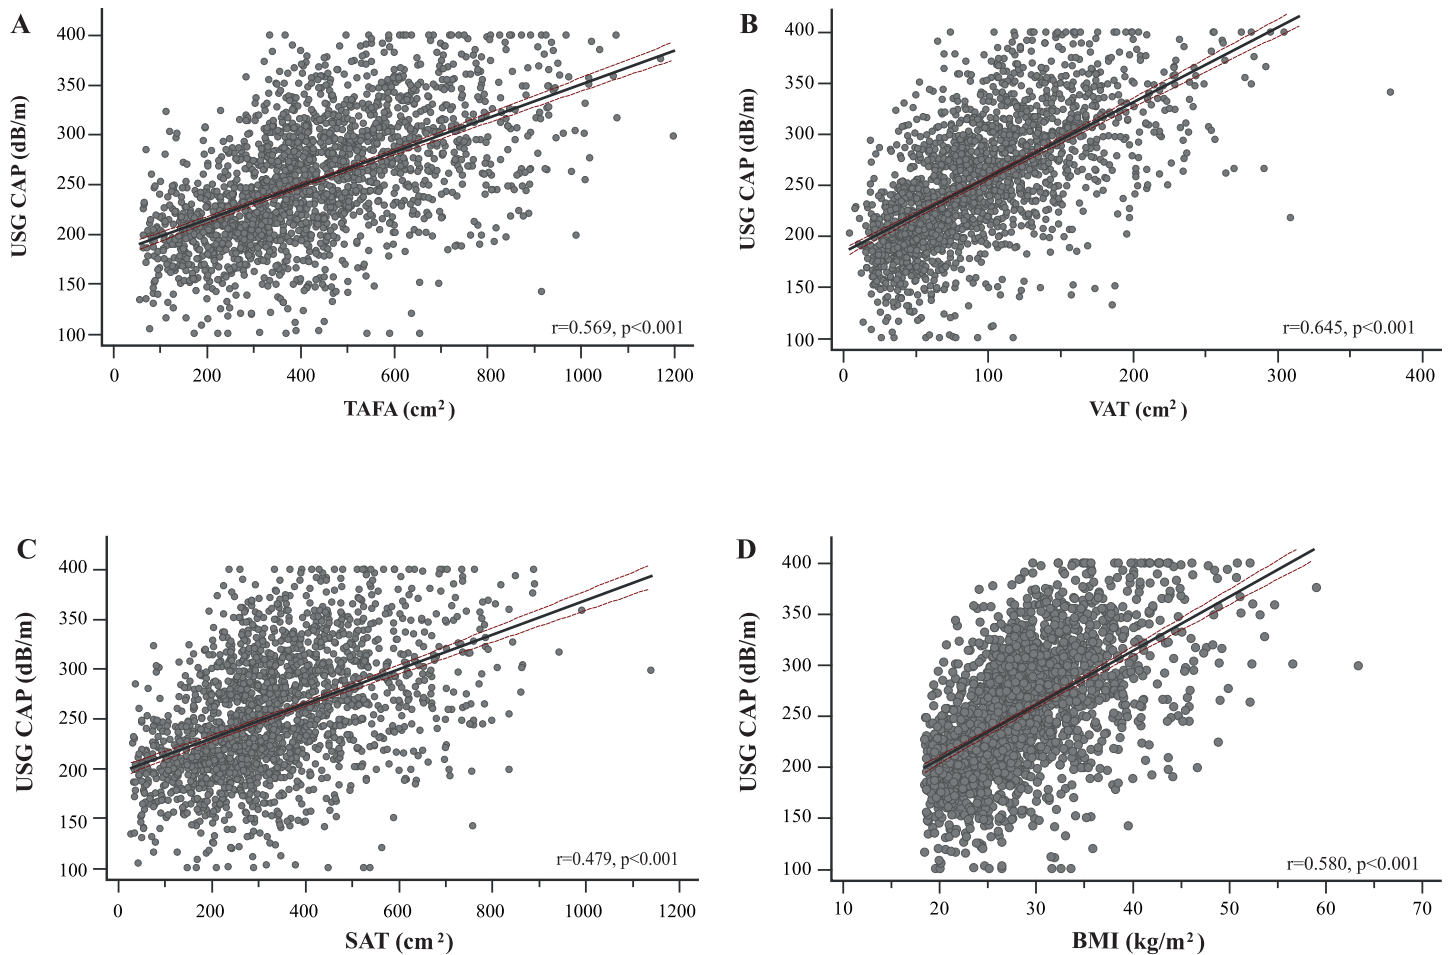 A
USG CAP (dB/m)
400
350
300
250
200
150
100
r=0.569, p<0.001
0 200 400 600 800 1000 1200
TAFA (cm²)
B
USG CAP (dB/m)
400
350
300
250
200
150
100
r=0.645, p<0.001
0 100 200 300 400
VAT (cm²)
C
USG CAP (dB/m)
400
350
300
250
200
150
100
r=0.479, p<0.001
0 200 400 600 800 1000 1200
SAT (cm²)
D
USG CAP (dB/m)
400
350
300
250
200
150
100
r=0.580, p<0.001
10 20 30 40 50 60 70
BMI (kg/m²)